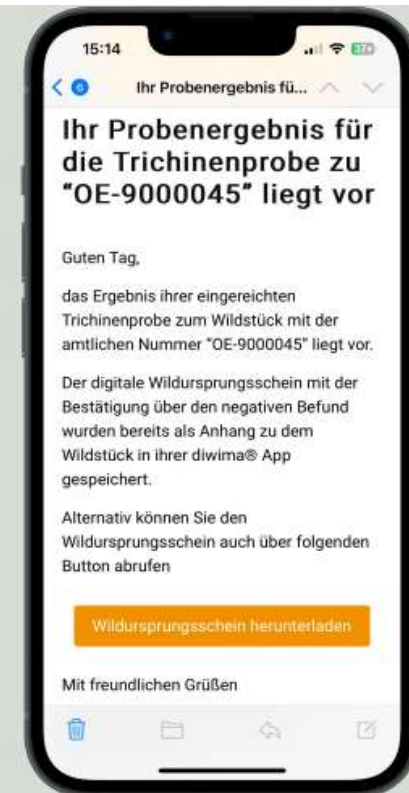 15:14
37
6
Ihr Probenergebnis fü...
Ihr Probenergebnis für
die Trichinenprobe zu
“OE-9000045” liegt vor
Guten Tag,
das Ergebnis ihrer eingereichten
Trichinenprobe zum Wildstück mit der
amtlichen Nummer “OE-9000045” liegt vor.
Der digitale Wildursprungsschein mit der
Bestätigung über den negativen Befund
wurden bereits als Anhang zu dem
Wildstück in ihrer diwima® App
gespeichert.
Alternativ können Sie den
Wildursprungsschein auch über folgenden
Button abrufen
Wildursprungsschein herunterladen
Mit freundlichen Grüßen